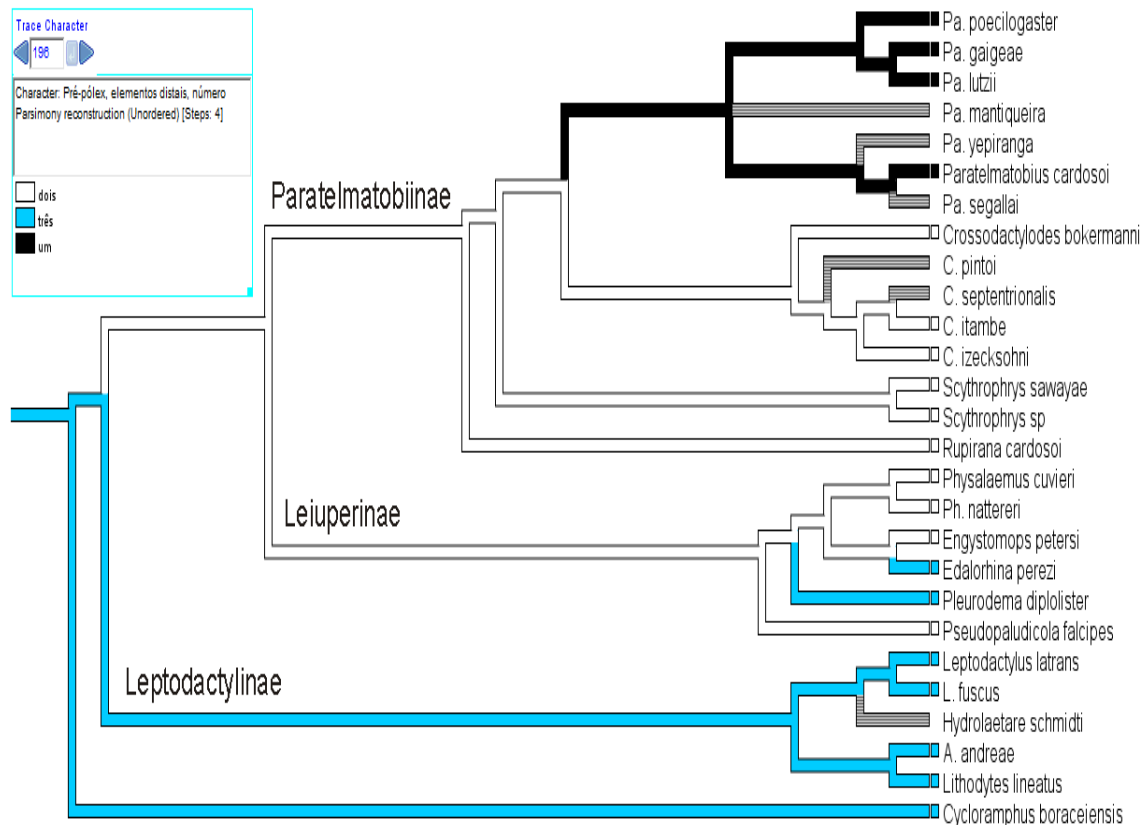 Trace Character
196
Character: Pré-pólex, elementos distais, número
Parsimony reconstruction (Unordered) [Steps: 4]
dois
três
um
Paratelmatobiinae
Leiuperinae
Leptodactylinae
Pa. poecilogaster
Pa. gaigeae
Pa. lutzii
Pa. mantiqueira
Pa. yepiranga
Paratelmatobius cardosoi
Pa. segallai
Crossodactylodes bokermanni
C. pintoi
C. septentrionalis
C. itambe
C. izecksohni
Scythrophrys sawayae
Scythrophrys sp
Rupirana cardosoi
Physalaemus cuvieri
Ph. nattereri
Engystomops petersi
Edalorhina perezi
Pleurodema diplolister
Pseudopaludicola falcipes
Leptodactylus latrans
L. fuscus
Hydrolaetare schmidti
A. andreae
Lithodytes lineatus
Cycloramphus boraceiensis